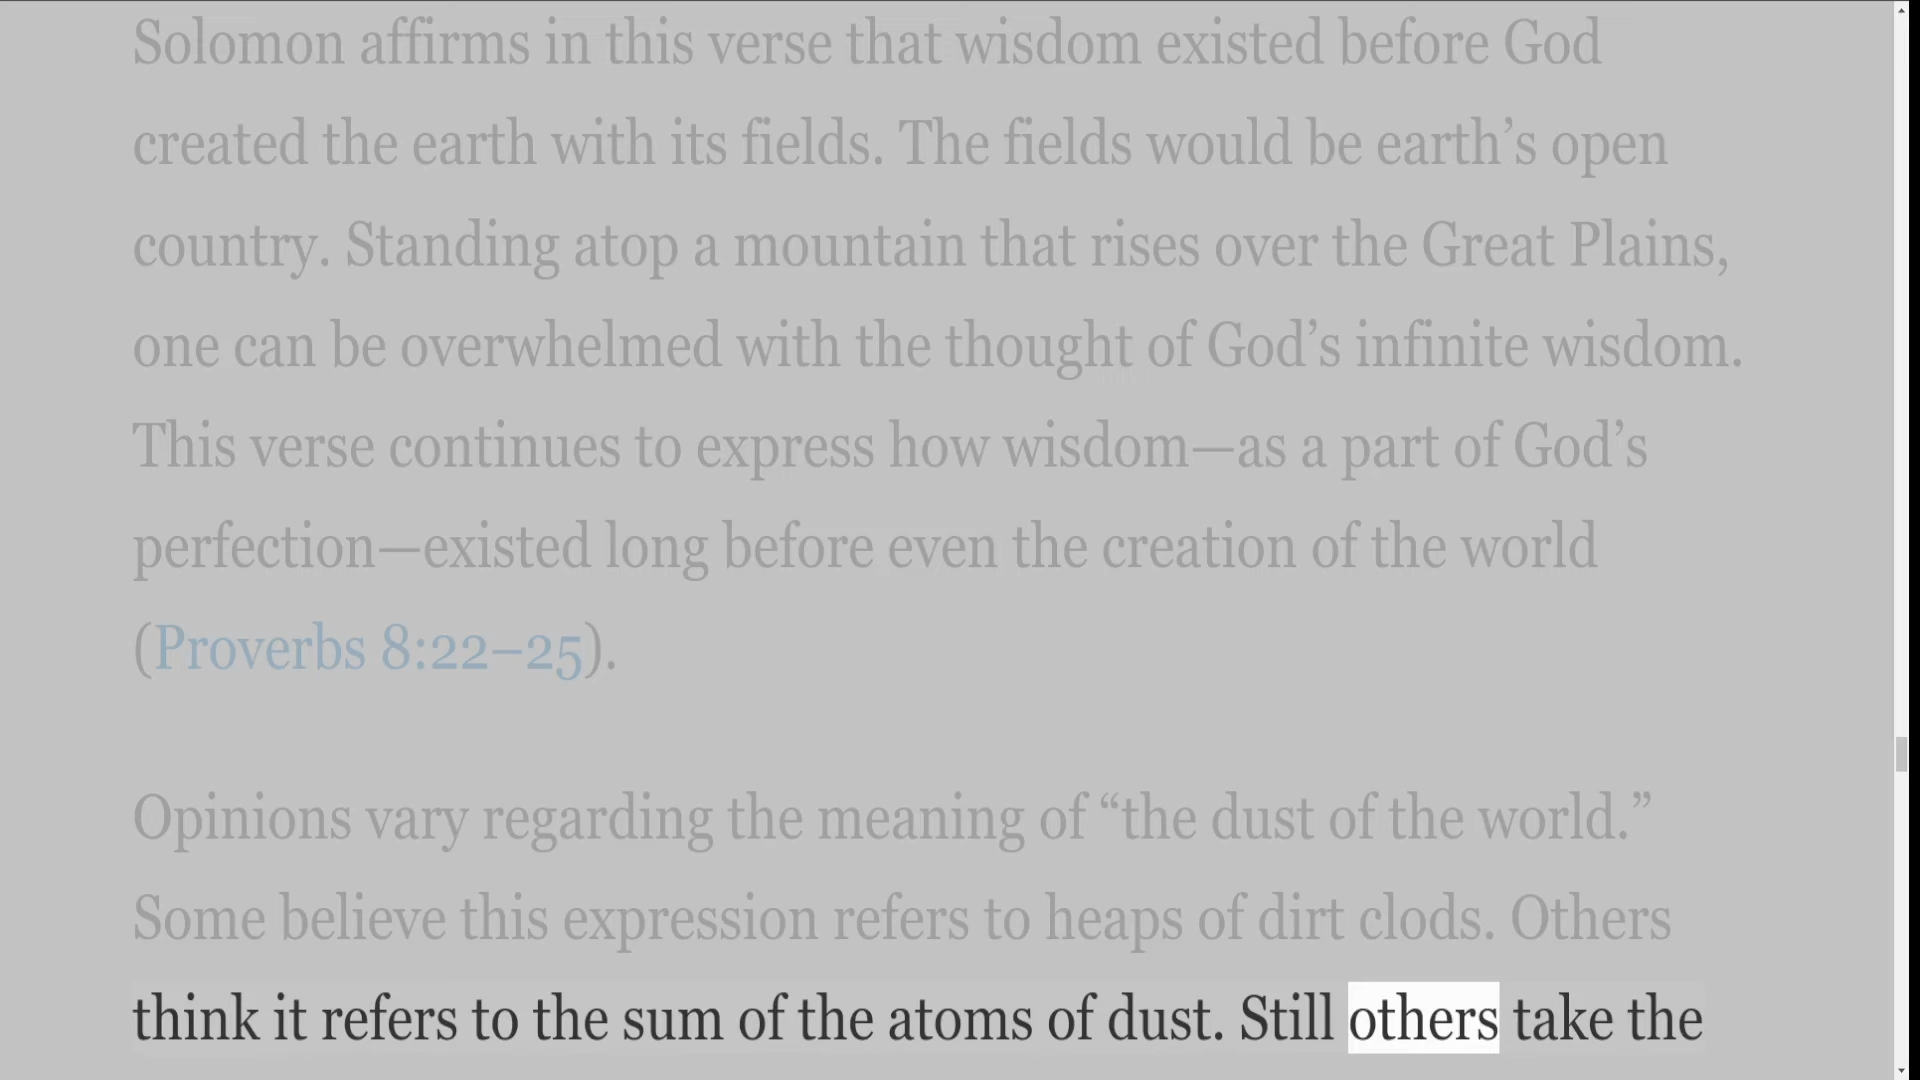 Solomon affirms in this verse that wisdom existed before God
created the earth with its fields. The fields would be earth’s open
country. Standing atop a mountain that rises over the Great Plains,
one can be overwhelmed with the thought of God’s infinite wisdom.
This verse continues to express how wisdom—as a part of God’s
perfection—existed long before even the creation of the world
(Proverbs 8:22–25).
Opinions vary regarding the meaning of “the dust of the world.”
Some believe this expression refers to heaps of dirt clods. Others
think it refers to the sum of the atoms of dust. Still others take the